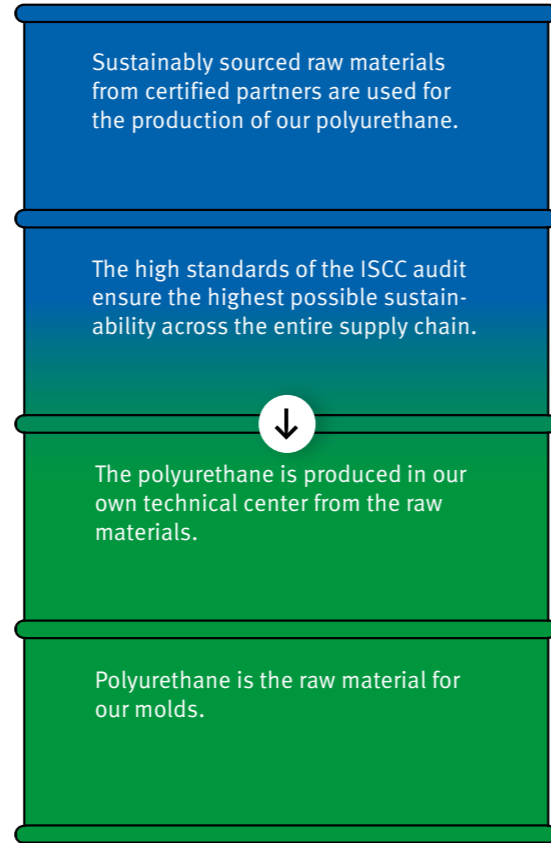 Sustainably sourced raw materials
from certified partners are used for
the production of our polyurethane.
The high standards of the ISCC audit
ensure the highest possible sustain-
ability across the entire supply chain.
The polyurethane is produced in our
own technical center from the raw
materials.
Polyurethane is the raw material for
our molds.